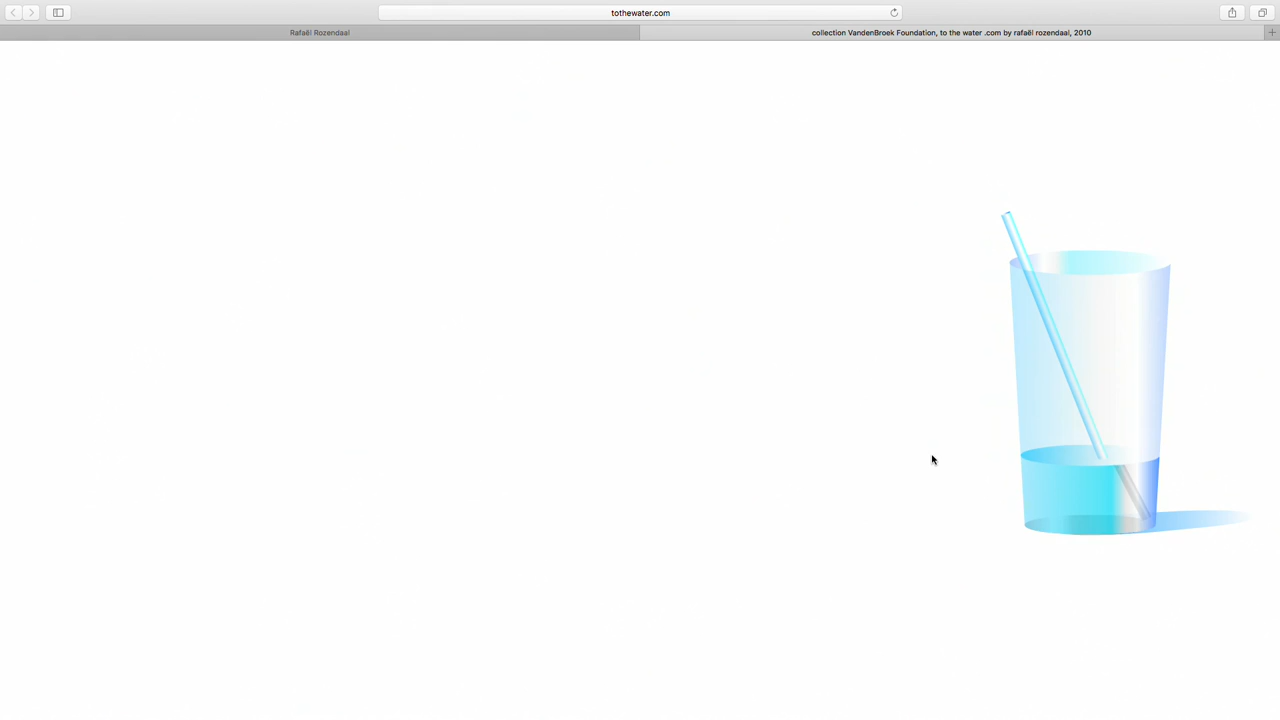 tothewater.com
Rafaël Rozendaal
collection VandenBroek Foundation, to the water .com by rafaël rozendaal, 2010